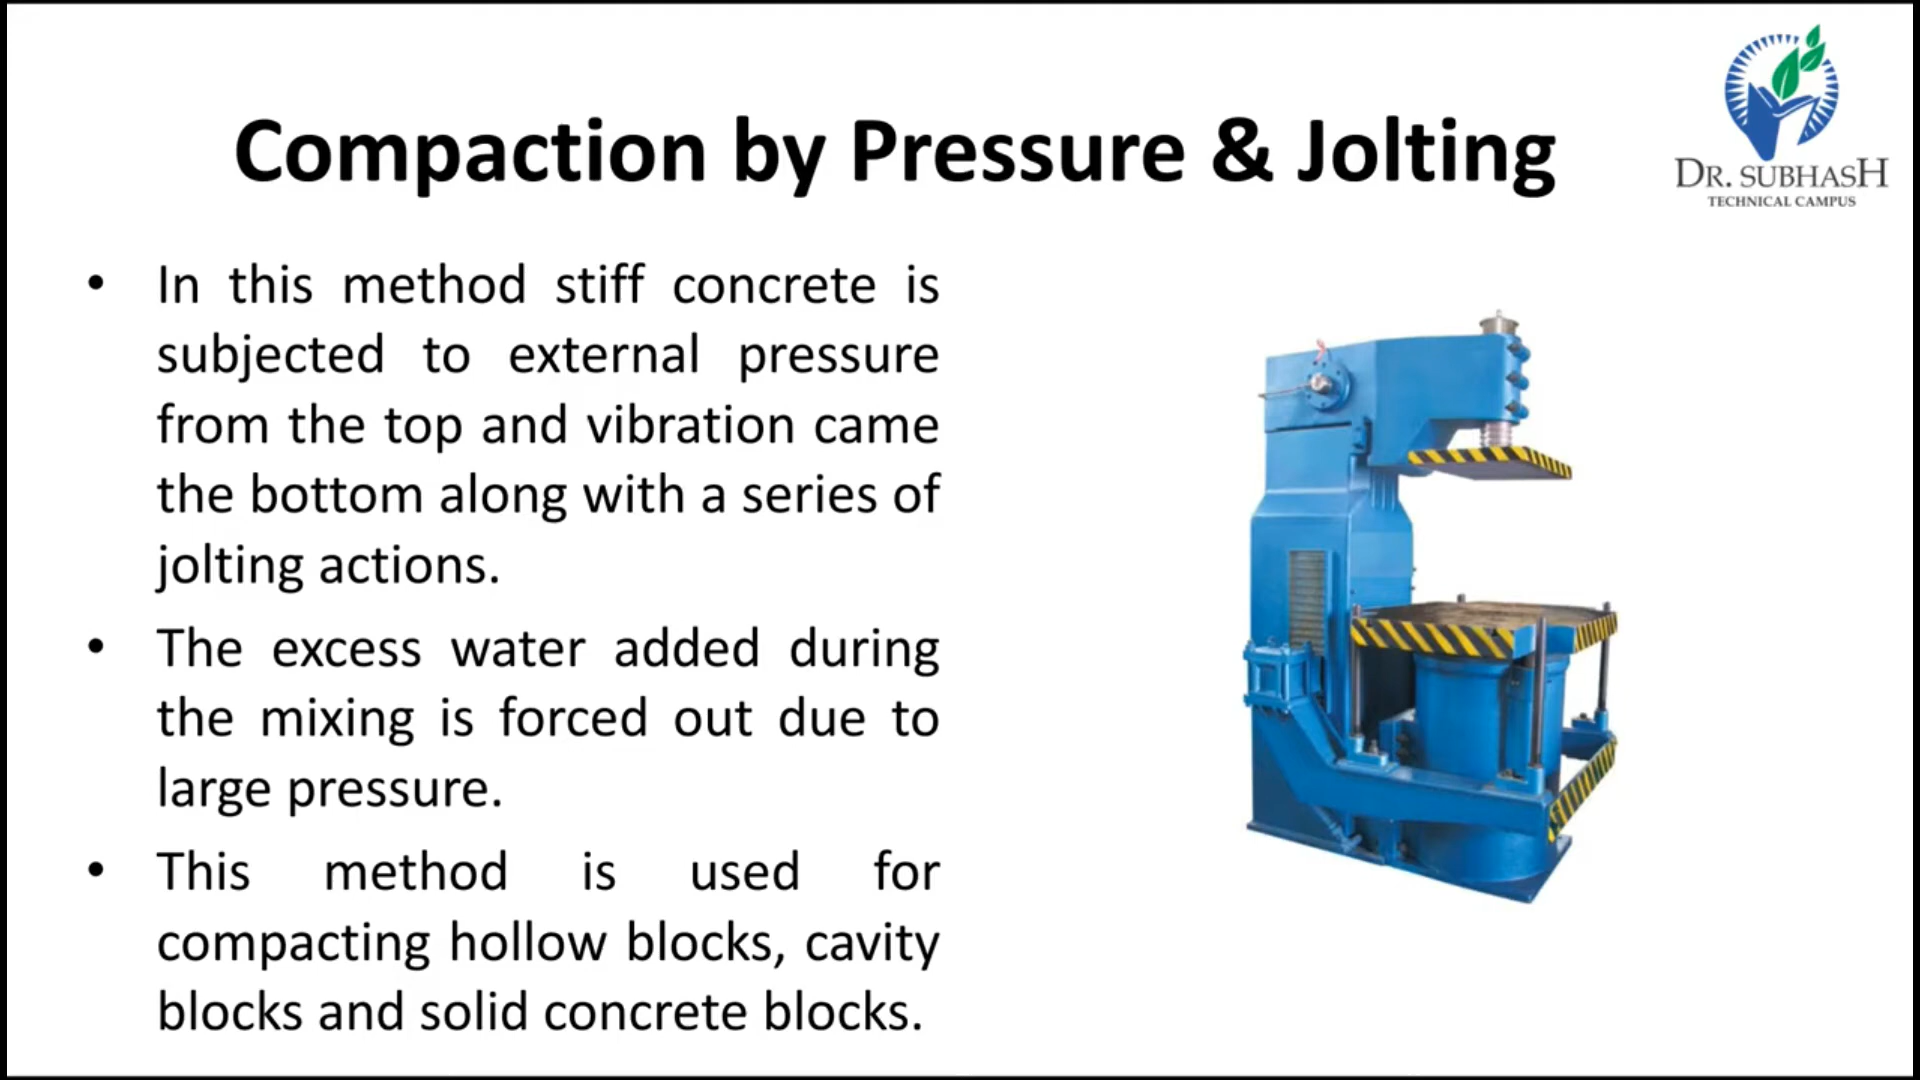 Compaction by Pressure & Jolting
DR. SUBHASH
TECHNICAL CAMPUS
• In this method stiff concrete is
subjected to external pressure
from the top and vibration came
the bottom along with a series of
jolting actions.
• The excess water added during
the mixing is forced out due to
large pressure.
• This method is used for
compacting hollow blocks, cavity
blocks and solid concrete blocks.